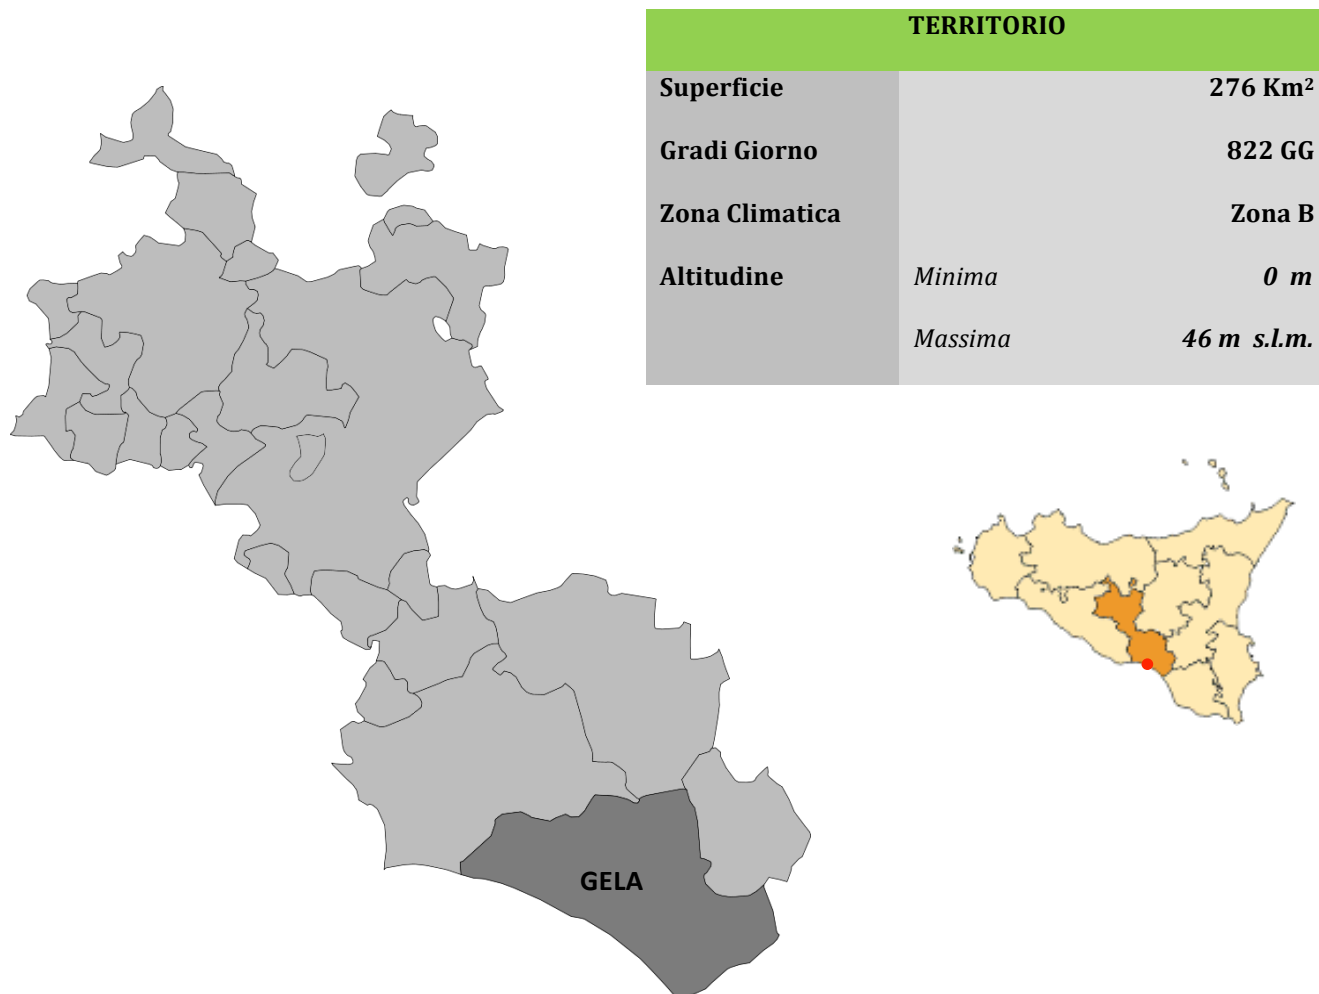 TERRITORIO
Superficie 276 Km²
Gradi Giorno 822 GG
Zona Climatica Zona B
Altitudine Minima 0 m
Massima 46 m s.l.m.
GELA